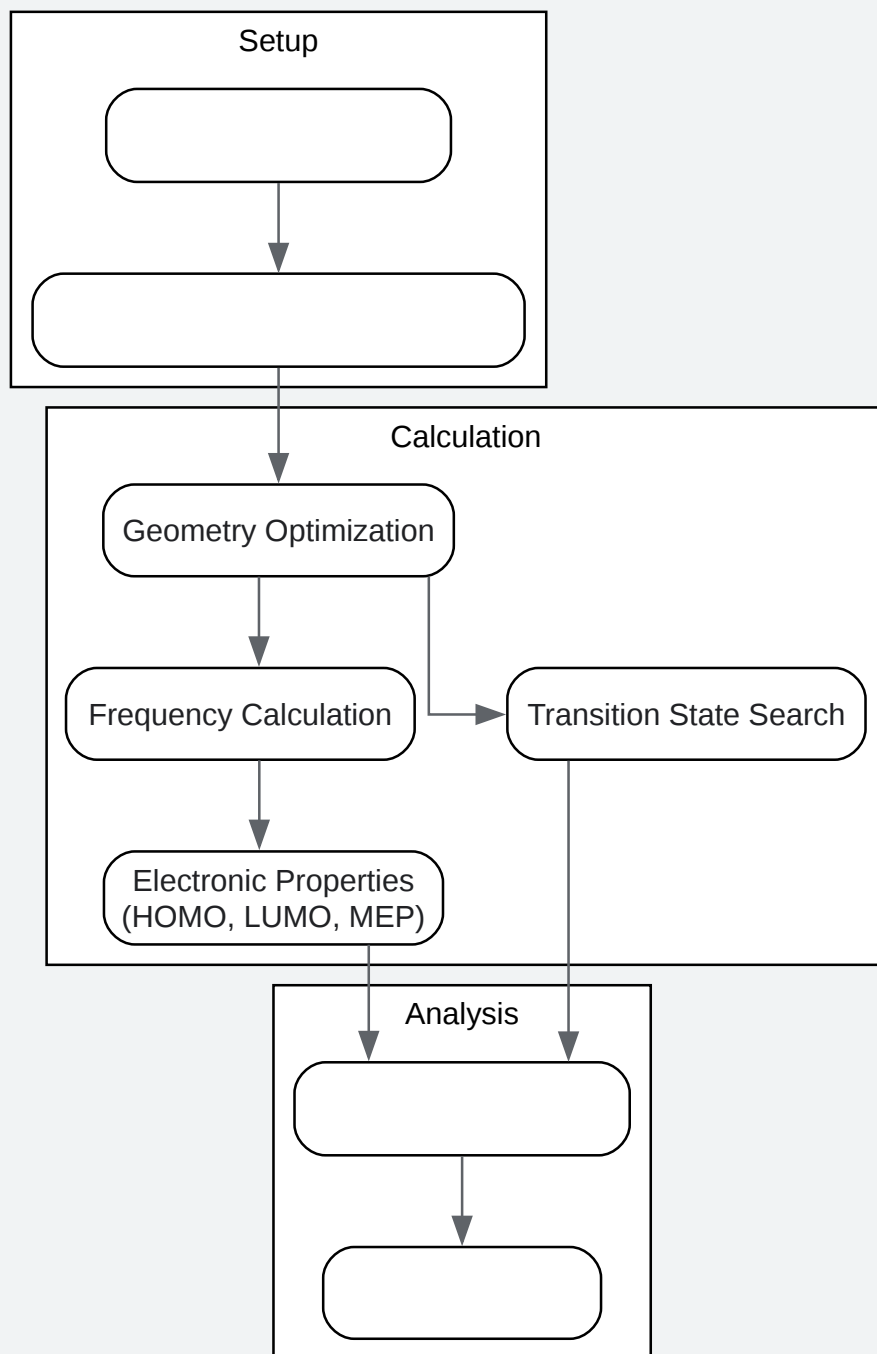 Setup
Calculation
Geometry Optimization
Frequency Calculation
Transition State Search
Electronic Properties
(HOMO, LUMO, MEP)
Analysis